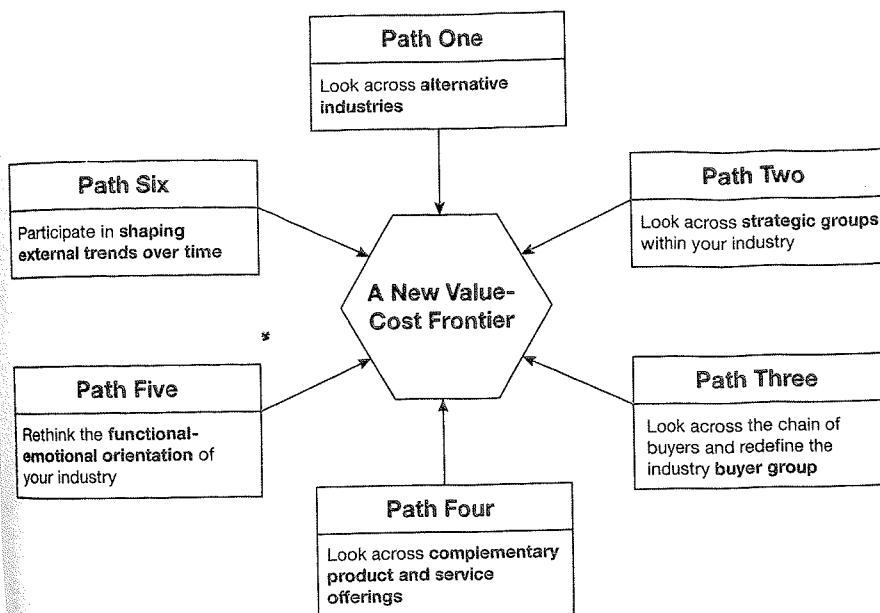 Path One
Look across alternative
industries
Path Two
Look across strategic groups
within your industry
Path Three
Look across the chain of
buyers and redefine the
industry buyer group
Path Four
Look across complementary
product and service
offerings
Path Five
Rethink the functional-
emotional orientation of
your industry
Path Six
Participate in shaping
external trends over time
A New Value-
Cost Frontier